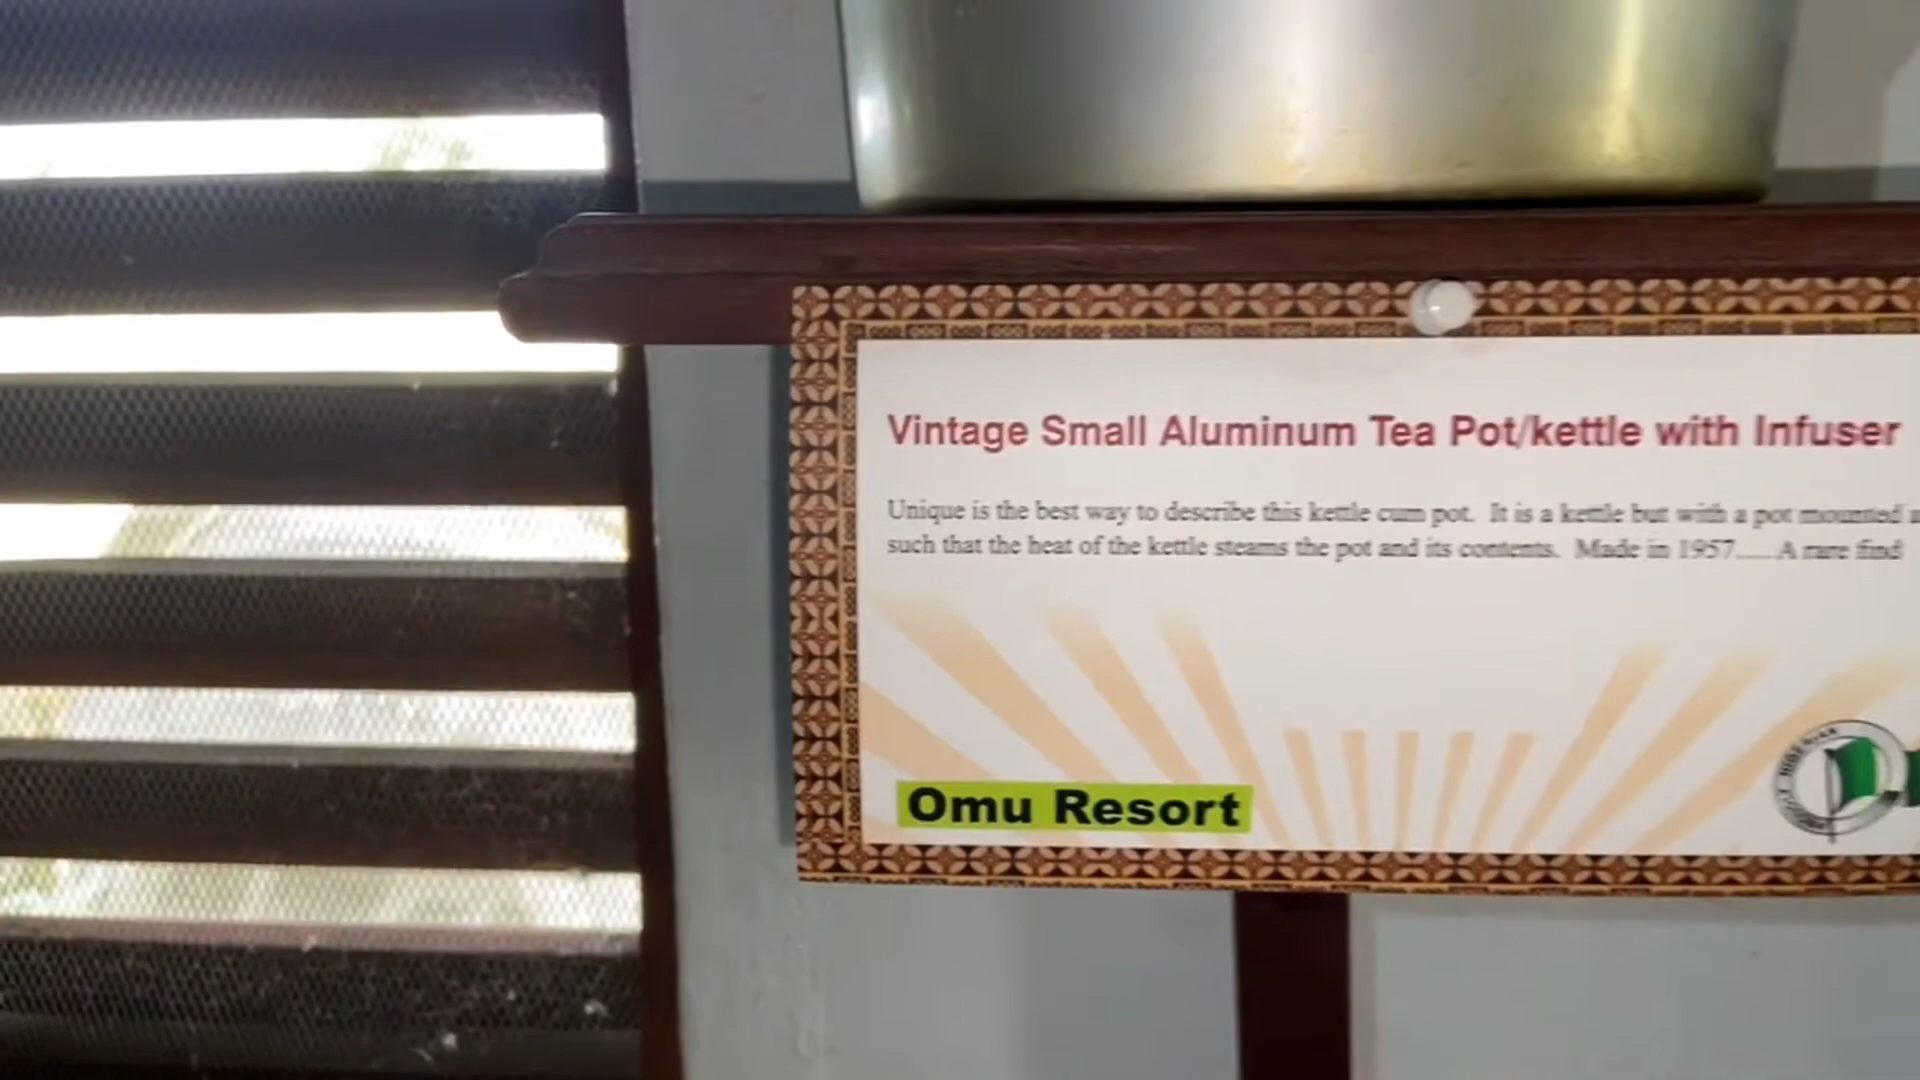 Vintage Small Aluminum Tea Pot/kettle with Infuser
Unique is the best way to describe this kettle cum pot. It is a kettle but with a pot mounted
such that the heat of the kettle steams the pot and its contents. Made in 1957..... A rare find
Omu Resort